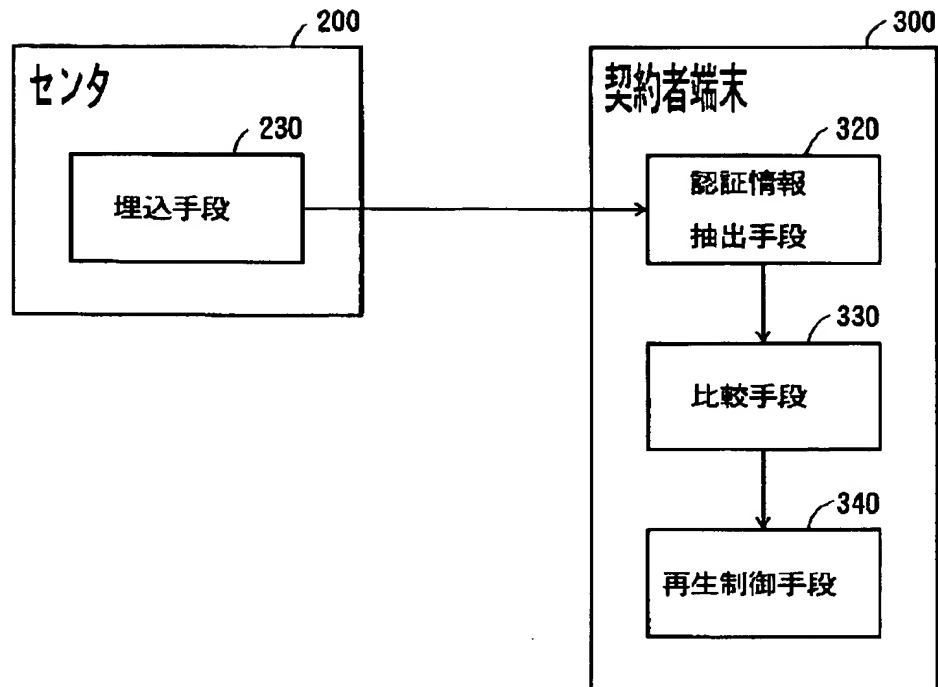 200
センタ
230
埋込手段
300
契約者端末
320
認証情報
抽出手段
330
比較手段
340
再生制御手段